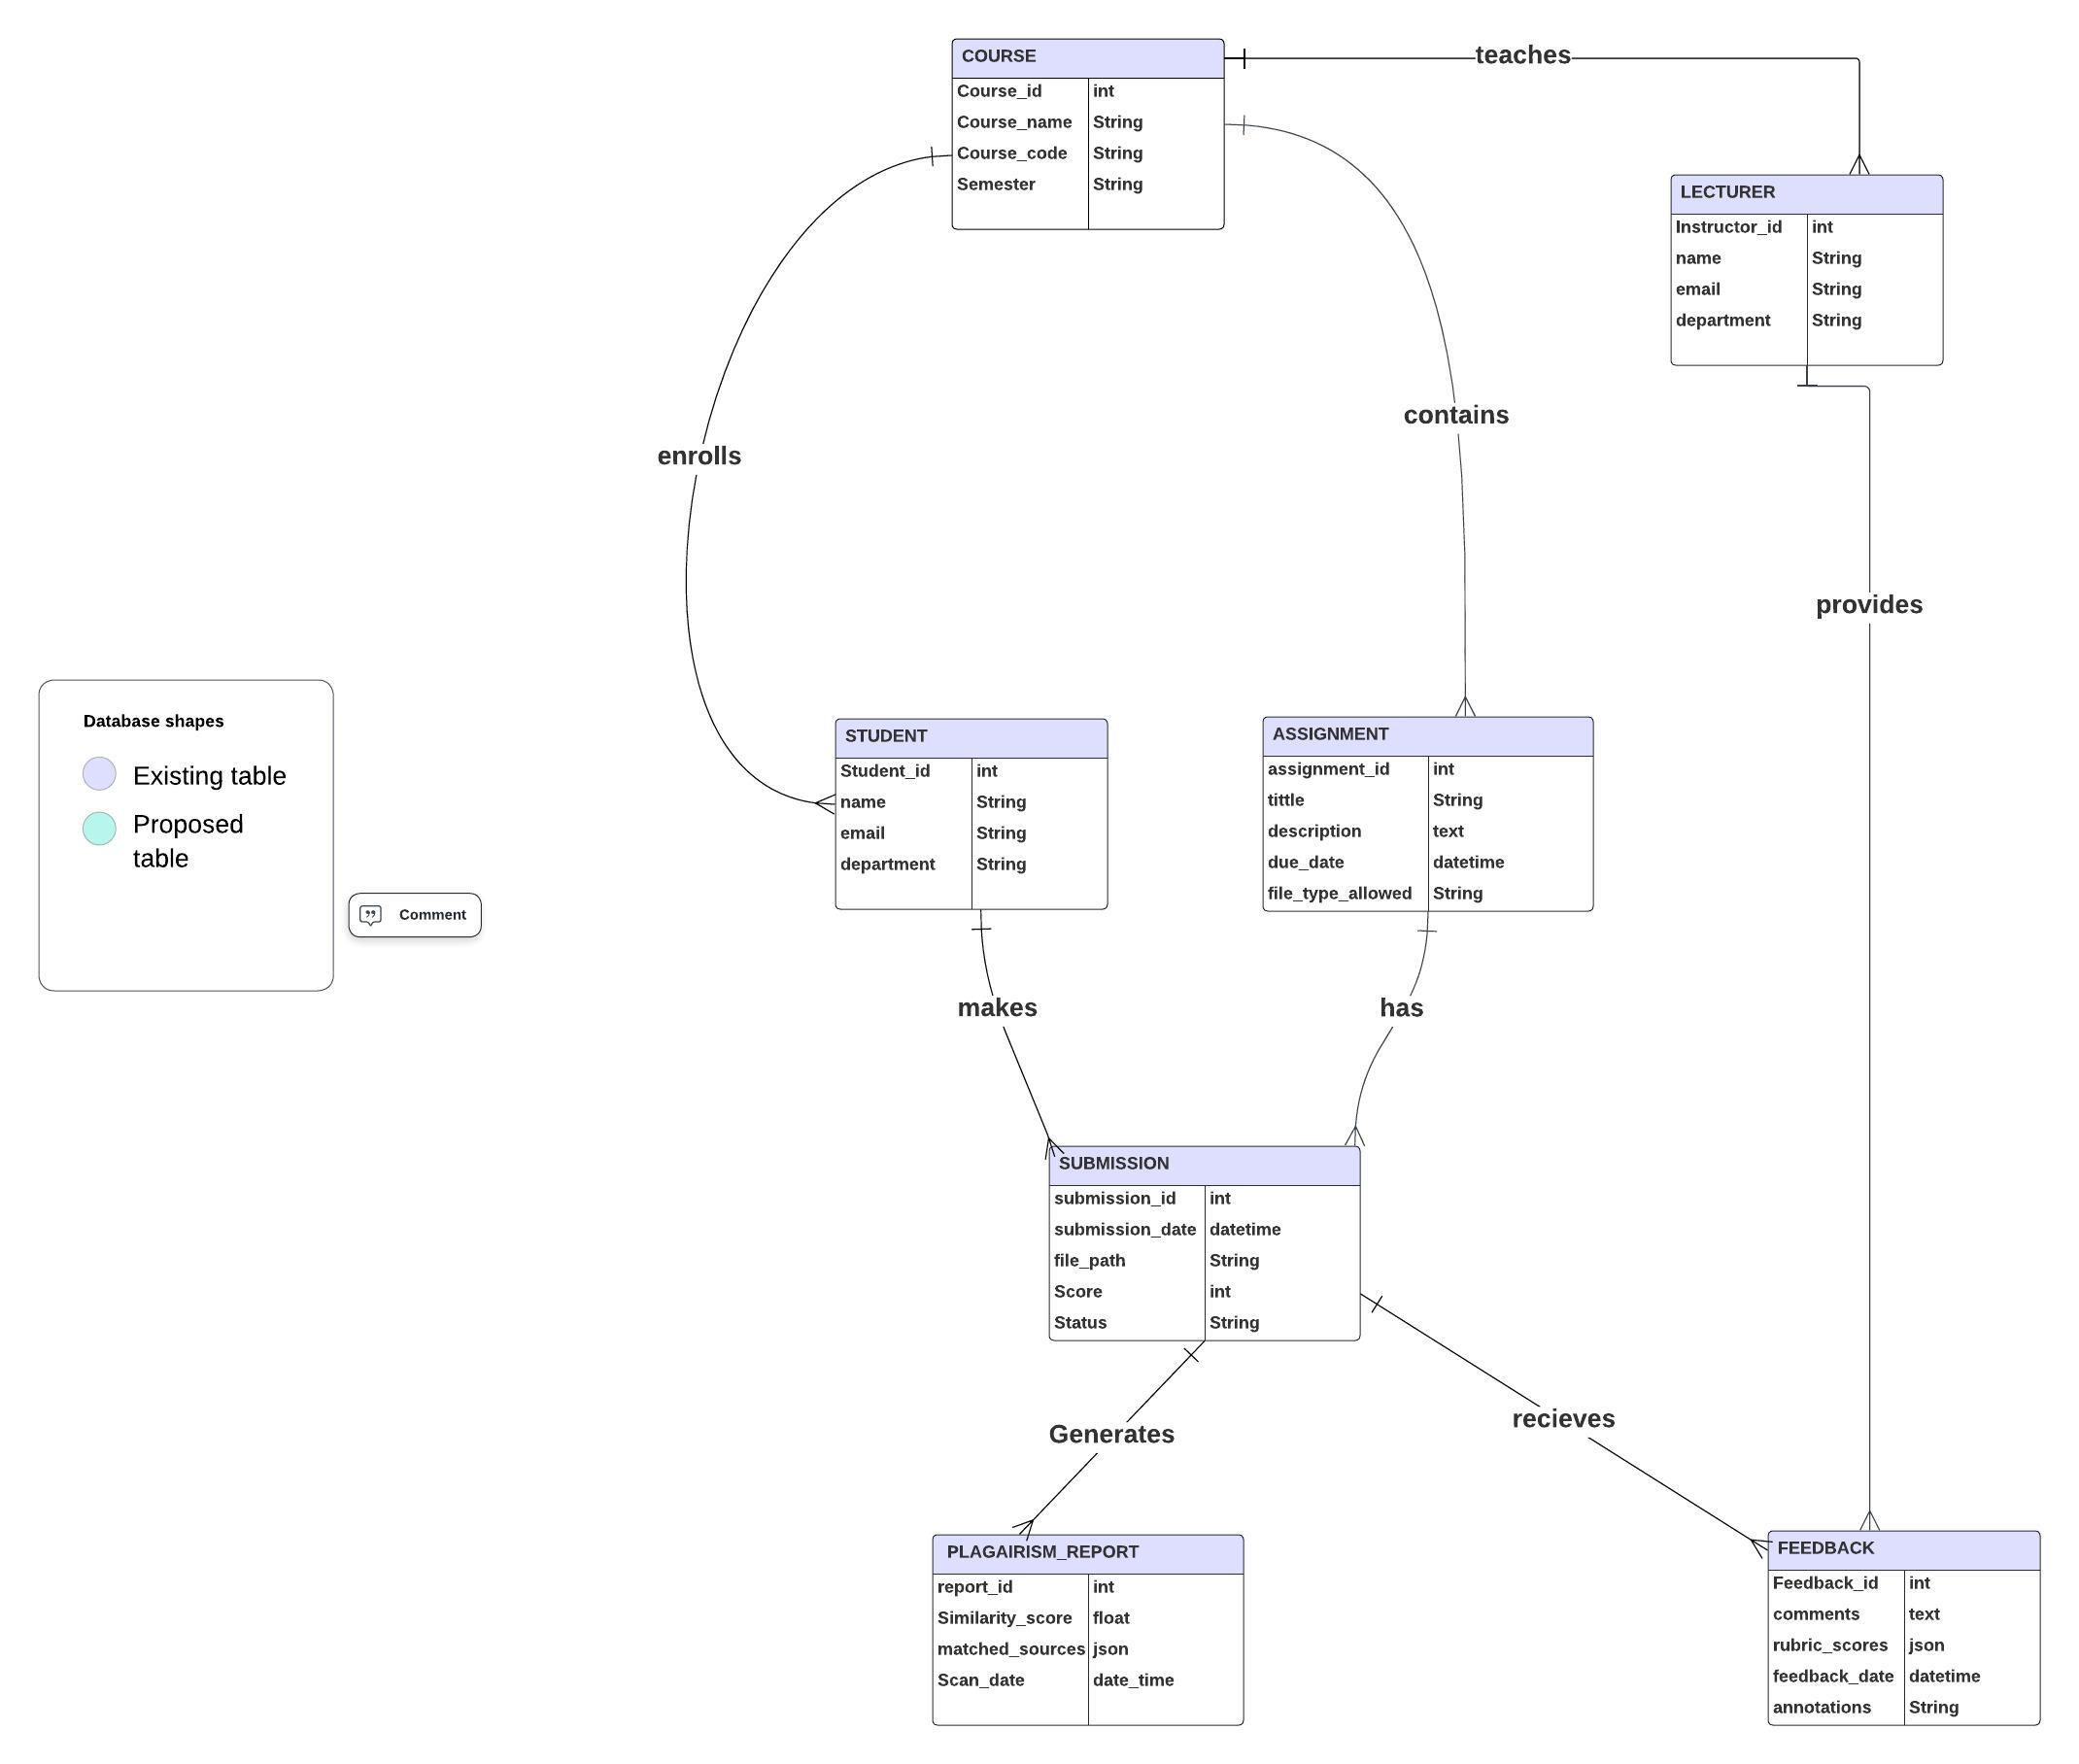 COURSE
Course_id int
Course_name String
Course_code String
Semester String
teaches
LECTURER
Instructor_id int
name String
email String
department String
enrolls
contains
provides
Database shapes
Existing table
Proposed
table
Comment
STUDENT
Student_id int
name String
email String
department String
ASSIGNMENT
assignment_id int
tittle String
description text
due_date datetime
file_type_allowed String
makes
has
SUBMISSION
submission_id int
submission_date datetime
file_path String
Score int
Status String
Generates
recieves
PLAGAIRISM_REPORT
report_id int
Similarity_score float
matched_sources json
Scan_date date_time
FEEDBACK
Feedback_id int
comments text
rubric_scores json
feedback_date datetime
annotations String